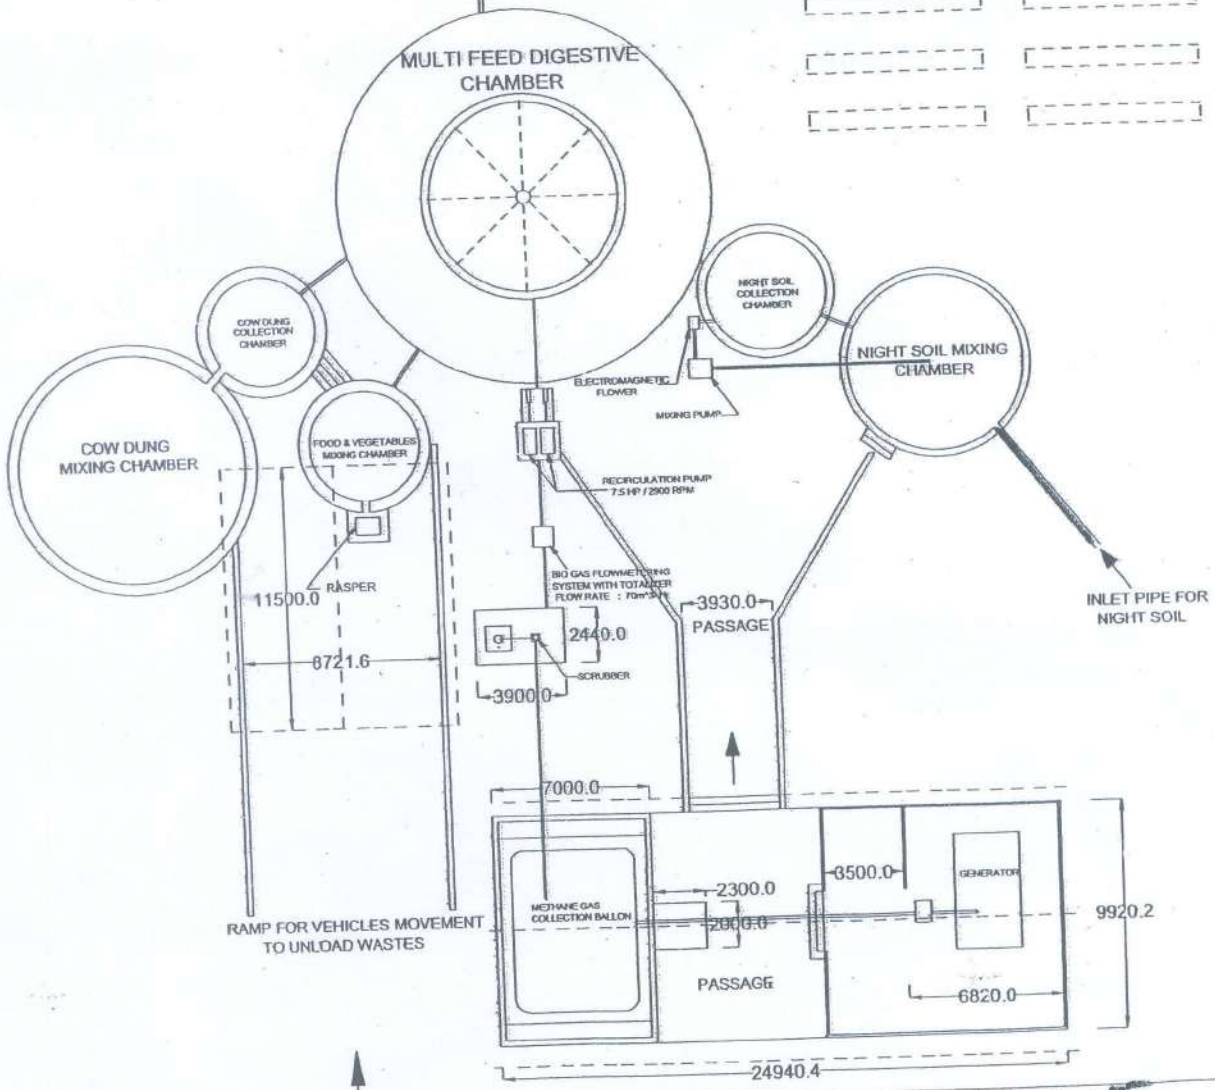 MULTI FEED DIGESTIVE
CHAMBER
NIGHT SOIL
COLLECTION
CHAMBER
COW DUNG
COLLECTION
CHAMBER
NIGHT SOIL MIXING
CHAMBER
ELECTROMAGNETIC
FLOWER
MIXING PUMP
COW DUNG
MIXING CHAMBER
FOOD & VEGETABLES
MIXING CHAMBER
RECIRCULATION PUMP
7.5 HP / 2900 RPM
RASPER
11500.0
BIO GAS FLOWMETERING
SYSTEM WITH TOTALIZER
FLOW RATE :
3930.0
PASSAGE
INLET PIPE FOR
NIGHT SOIL
2440.0
8721.6
SCRUBBER
3900.0
7000.0
3500.0
GENERATOR
2300.0
METHANE GAS
COLLECTION BALLON
2000.0
9920.2
RAMP FOR VEHICLES MOVEMENT
TO UNLOAD WASTES
PASSAGE
6820.0
24940.4